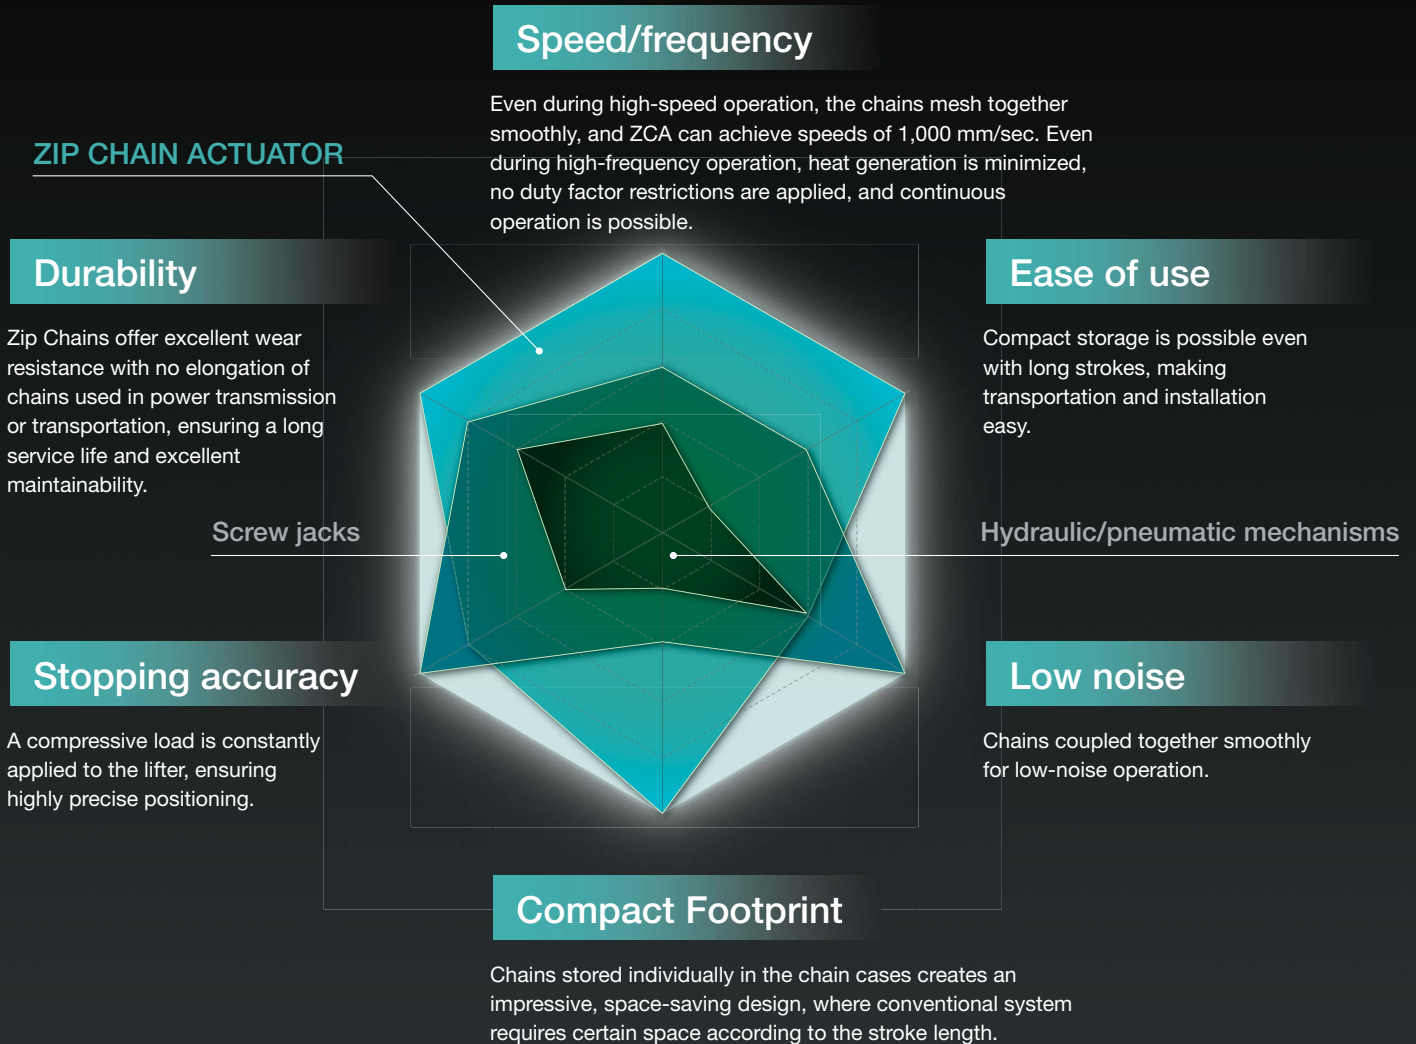 Speed/frequency
Even during high-speed operation, the chains mesh together
smoothly, and ZCA can achieve speeds of 1,000 mm/sec. Even
during high-frequency operation, heat generation is minimized,
no duty factor restrictions are applied, and continuous
operation is possible.
ZIP CHAIN ACTUATOR
Durability
Zip Chains offer excellent wear
resistance with no elongation of
chains used in power transmission
or transportation, ensuring a long
service life and excellent
maintainability.
Ease of use
Compact storage is possible even
with long strokes, making
transportation and installation
easy.
Screw jacks
Hydraulic/pneumatic mechanisms
Stopping accuracy
A compressive load is constantly
applied to the lifter, ensuring
highly precise positioning.
Low noise
Chains coupled together smoothly
for low-noise operation.
Compact Footprint
Chains stored individually in the chain cases creates an
impressive, space-saving design, where conventional system
requires certain space according to the stroke length.